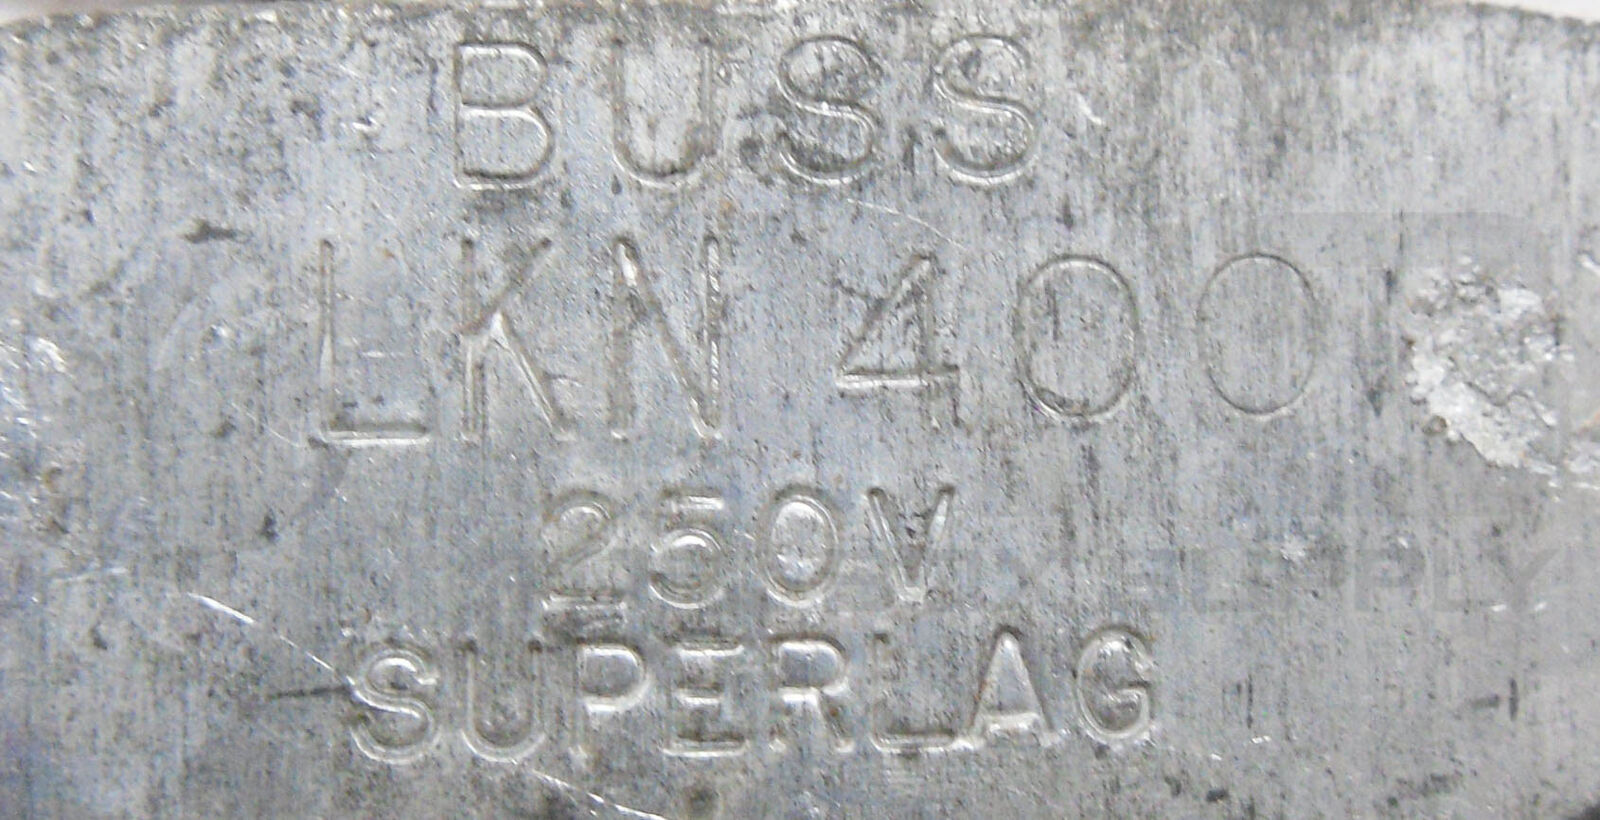 BUSS
LKN 400
250V
SUPERLAG